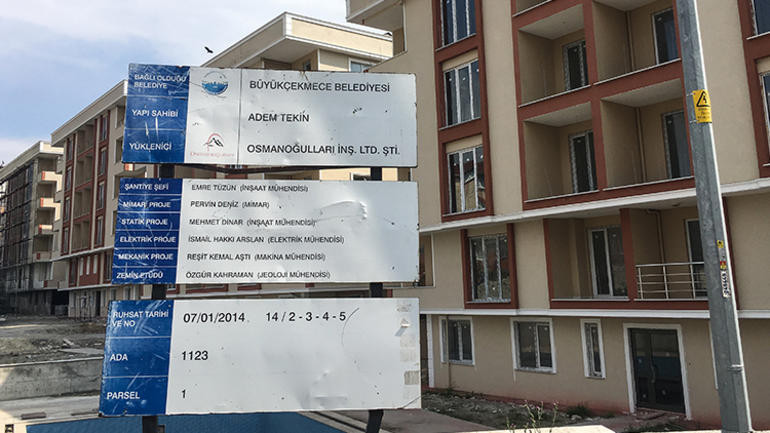 BAĞLI OLDUĞU
BELEDİYE
BÜYÜKÇEKMECE BELEDİYESİ
YAPI SAHİBİ
ADEM TEKİN
YÜKLENİCİ
OSMANOĞULLARI İNŞ. LTD. ŞTİ.
ŞANTİYE ŞEFİ EMRE TÜZÜN (İNŞAAT MÜHENDİSİ)
MİMAR PROJE PERVİN DENİZ (MİMAR)
STATİK PROJE MEHMET DİNAR (İNŞAAT MÜHENDİSİ)
ELEKTRİK PROJE İSMAİL HAKKI ARSLAN (ELEKTRİK MÜHENDİSİ)
MEKANİK PROJE REŞİT KEMAL AŞTI (MAKİNA MÜHENDİSİ)
ZEMİN ETÜDÜ ÖZGÜR KAHRAMAN (JEOLOJİ MÜHENDİSİ)
RUHSAT TARİHİ
VE NO
07/01/2014 14 / 2 - 3 - 4 - 5
ADA 1123
PARSEL 1